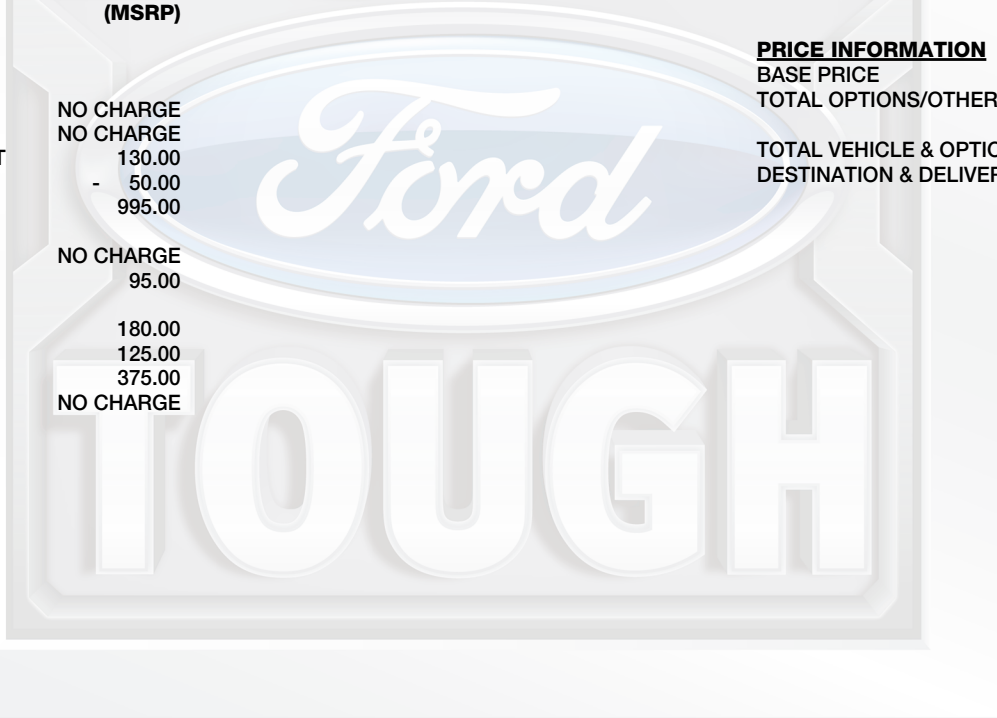 (MSRP)
NO CHARGE
NO CHARGE
T 130.00
- 50.00
995.00
NO CHARGE
95.00
180.00
125.00
375.00
NO CHARGE
PRICE INFORMATION
BASE PRICE
TOTAL OPTIONS/OTHER
TOTAL VEHICLE & OPTIO
DESTINATION & DELIVER
Ford
TOUGH